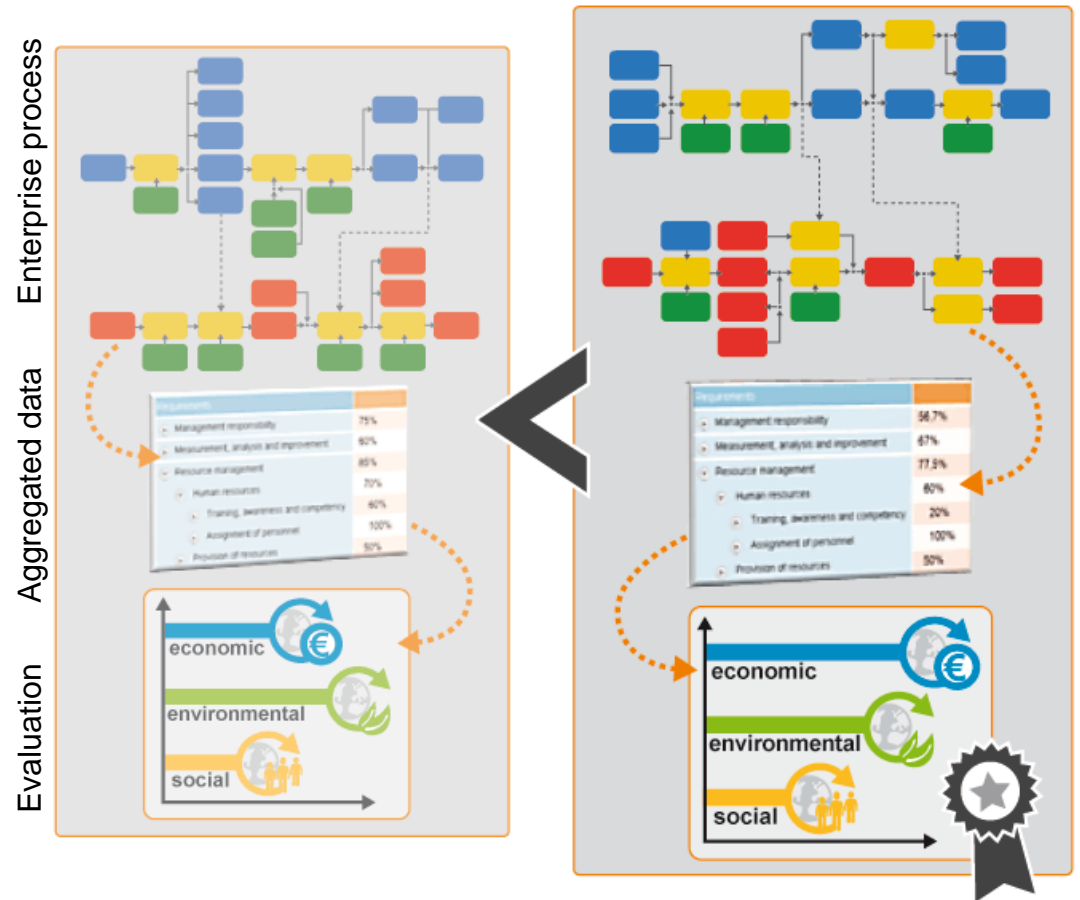 Enterprise process
Aggregated data
Evaluation
Requirements
Management responsibility 75%
Measurement, analysis and improvement 60%
Resource management 85%
Human resources 70%
Training, awareness and competency 60%
Assignment of personnel 100%
Provision of resources 50%
economic
€
environmental
social
Requirements
Management responsibility 56,7%
Measurement, analysis and improvement 67%
Resource management 77,5%
Human resources 60%
Training, awareness and competency 20%
Assignment of personnel 100%
Provision of resources 50%
economic
€
environmental
social